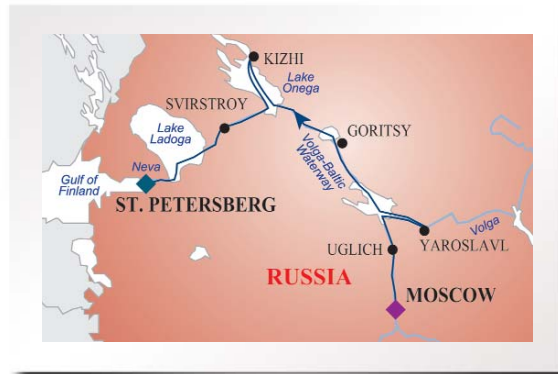 KIZHI
Lake
Onega
SVIRSTROY
Lake
Ladoga
GORITSY
Volga-Baltic
Waterway
Neva
Gulf of
Finland
ST. PETERSBERG
Volga
UGLICH
YAROSLAVL
RUSSIA
MOSCOW